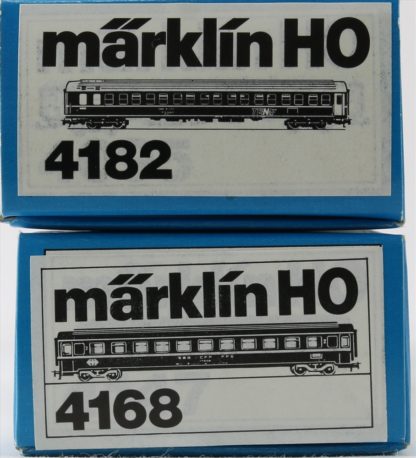 märklin HO
4182
märklin HO
SBB CFF FFS
4168